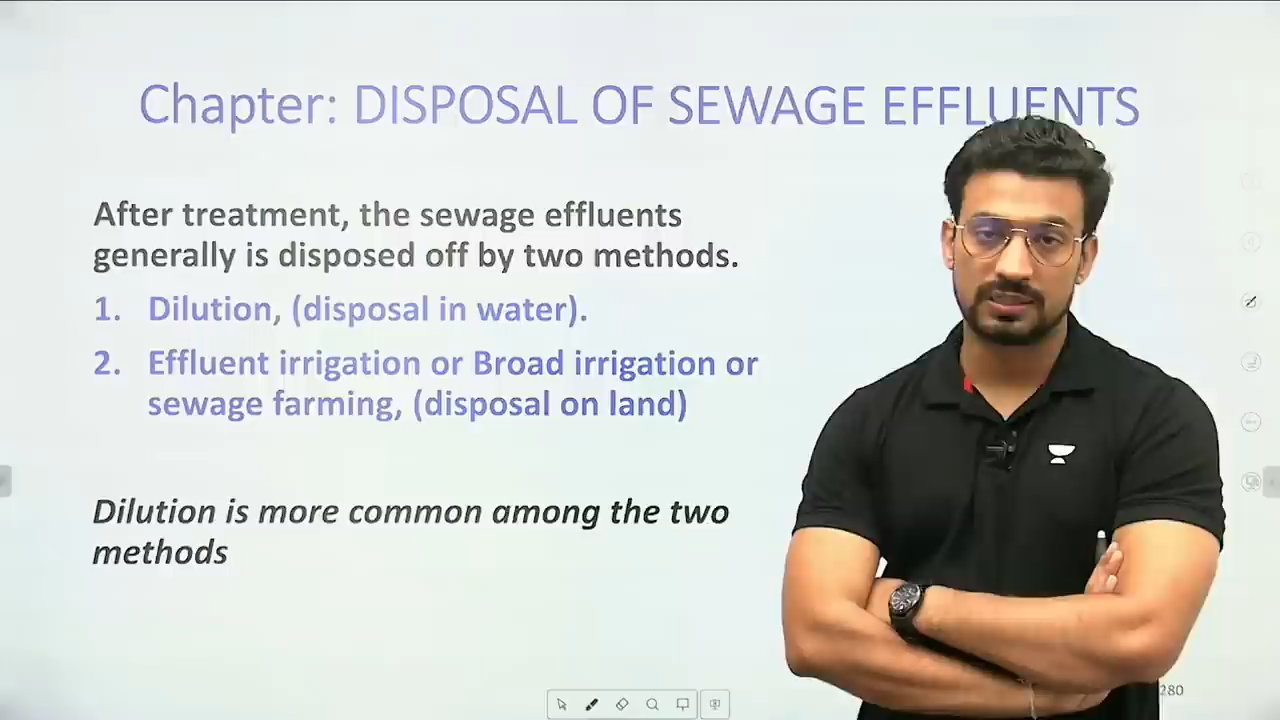 Chapter: DISPOSAL OF SEWAGE EFFLUENTS
After treatment, the sewage effluents
generally is disposed off by two methods.
1. Dilution, (disposal in water).
2. Effluent irrigation or Broad irrigation or
sewage farming, (disposal on land)
Dilution is more common among the two
methods
280